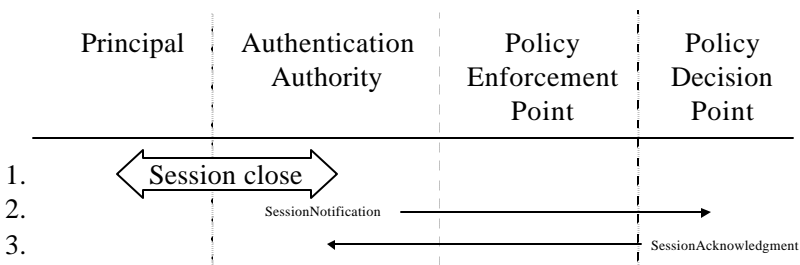 Principal
Authentication
Authority
Policy
Enforcement
Point
Policy
Decision
Point
1.
Session close
2.
SessionNotification
3.
SessionAcknowledgment